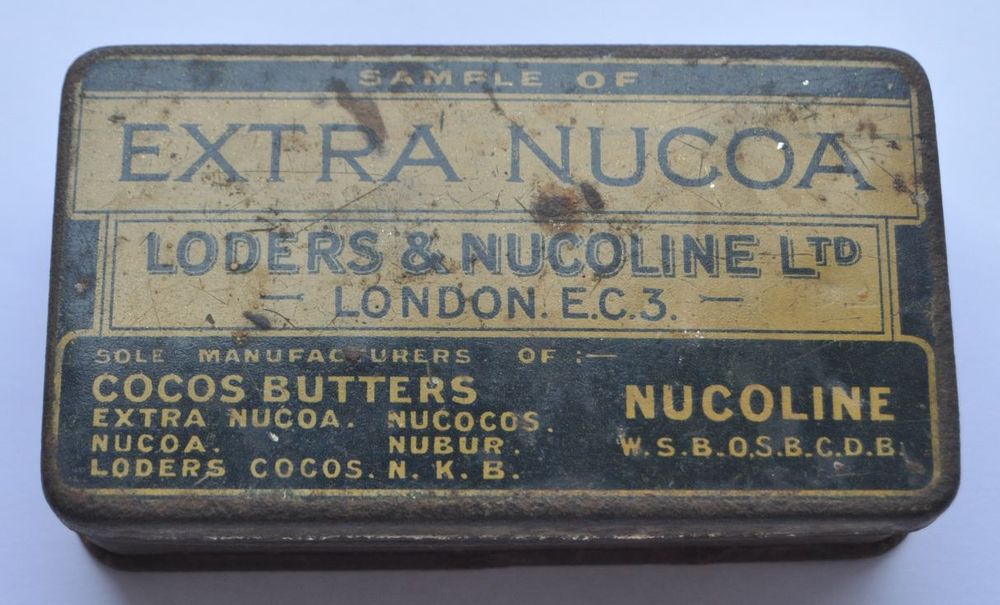 SAMPLE OF
EXTRA NUCOA
LODERS & NUCOLINE LTD
— LONDON. E.C.3. —
SOLE MANUFACTURERS OF :—
COCOS BUTTERS
EXTRA NUCOA. NUCOCOS.
NUCOA. NUBUR.
LODERS COCOS. N. K. B.
NUCOLINE
W.S.B.O.S.B.C.D.B.